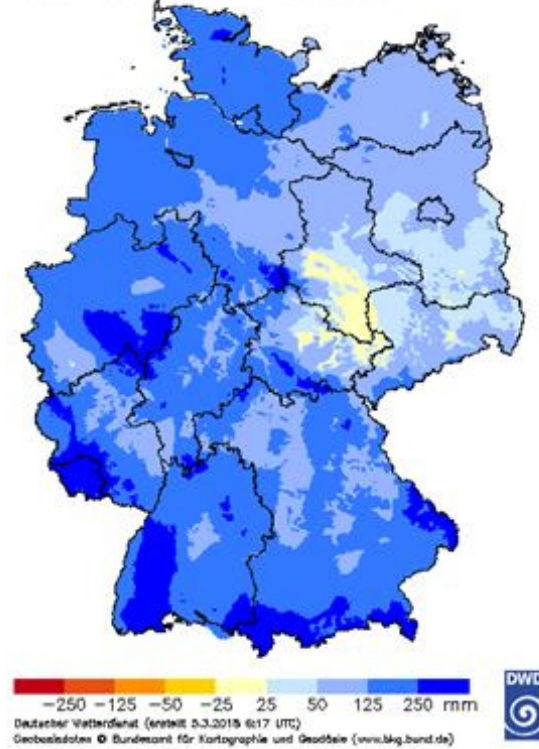 −250 −125 −50 −25 25 50 125 250 mm
DWD
Deutscher Wetterdienst (erstellt 5.3.2018 6:17 UTC)
Geobasisdaten © Bundesamt für Kartographie und Geodäsie (www.bkg.bund.de)